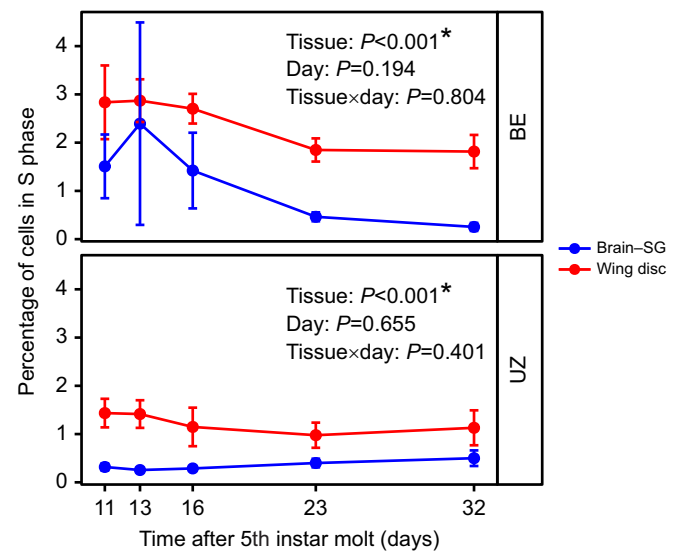 Percentage of cells in S phase
4
3
2
1
0
Tissue: P<0.001*
Day: P=0.194
Tissue×day: P=0.804
BE
4
3
2
1
0
Tissue: P<0.001*
Day: P=0.655
Tissue×day: P=0.401
UZ
11 13 16 23 32
Time after 5th instar molt (days)
Brain–SG
Wing disc